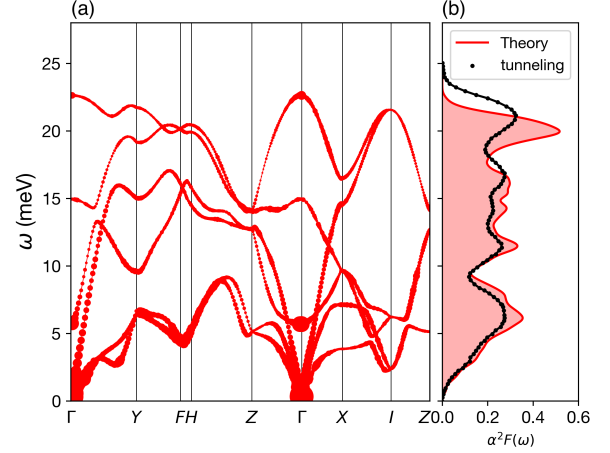 (a)
(b)
ω (meV)
25
20
15
10
5
0
Γ Y F H Z Γ X I Z
Theory
tunneling
0.0 0.2 0.4 0.6
α²F(ω)